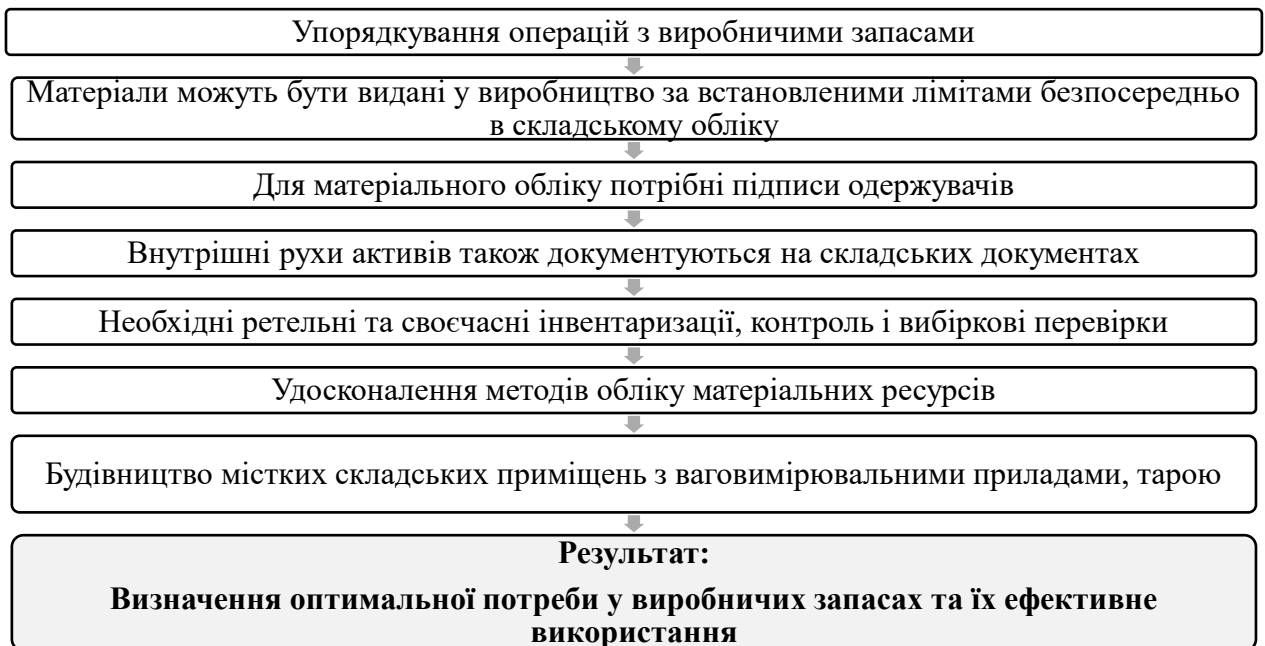 Упорядкування операцій з виробничими запасами
Матеріали можуть бути видані у виробництво за встановленими лімітами безпосередньо
в складському обліку
Для матеріального обліку потрібні підписи одержувачів
Внутрішні рухи активів також документуються на складських документах
Необхідні ретельні та своєчасні інвентаризації, контроль і вибіркові перевірки
Удосконалення методів обліку матеріальних ресурсів
Будівництво містких складських приміщень з ваговимірювальними приладами, тарою
Результат:
Визначення оптимальної потреби у виробничих запасах та їх ефективне
використання